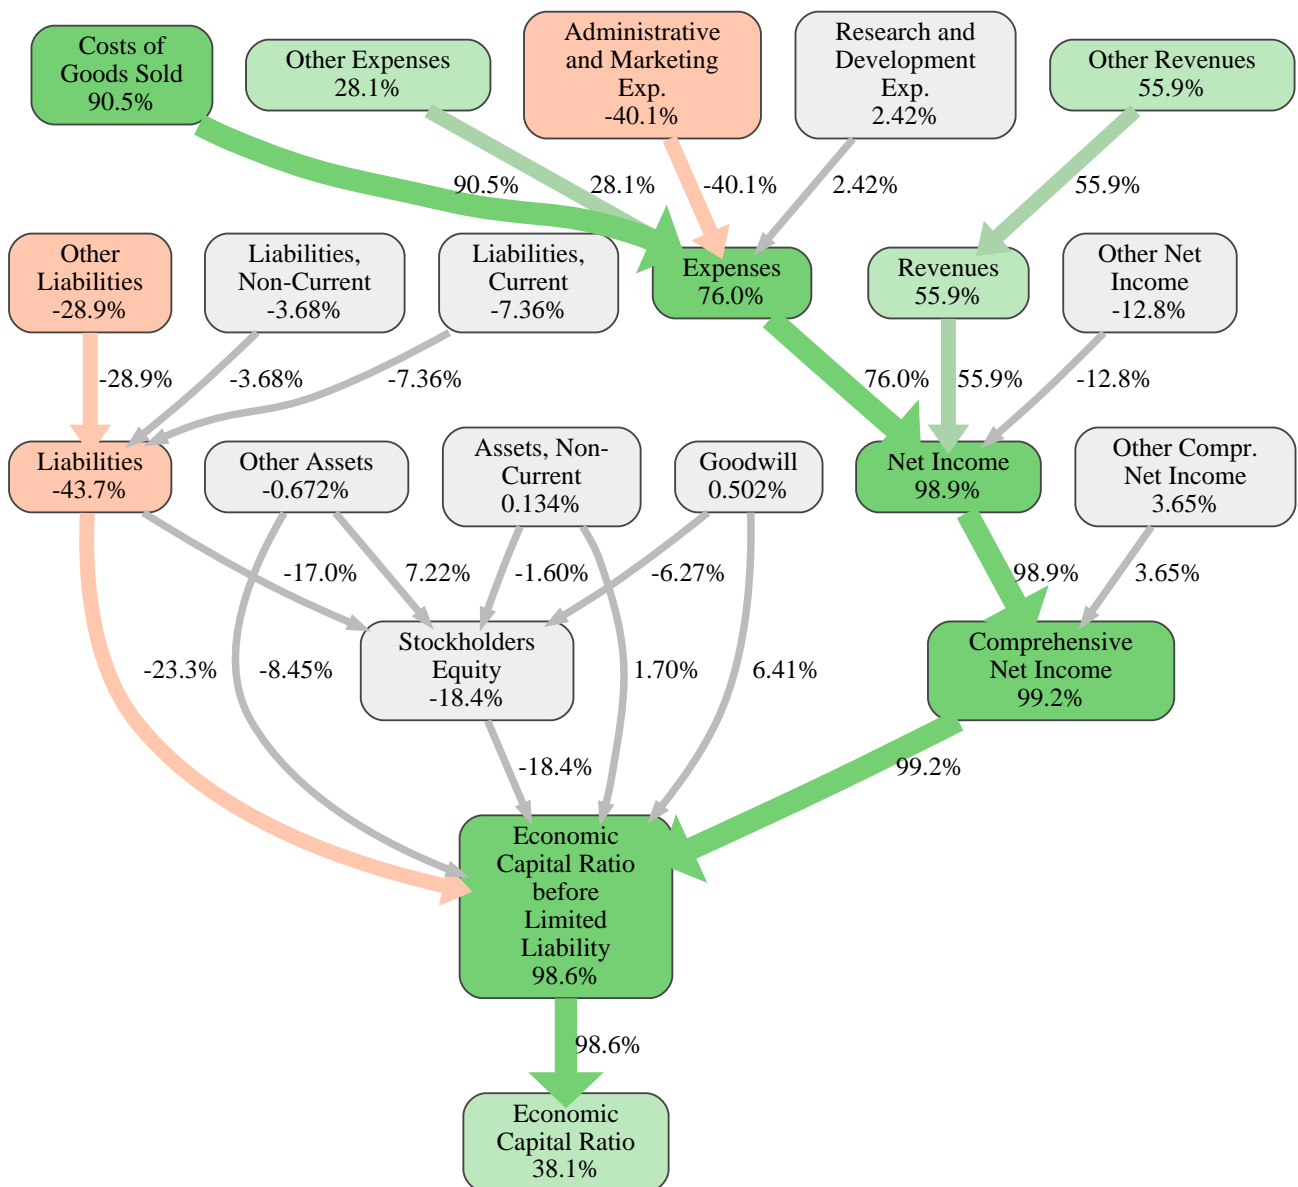 Costs of
Goods Sold
90.5%
Other Expenses
28.1%
Administrative
and Marketing
Exp.
-40.1%
Research and
Development
Exp.
2.42%
Other Revenues
55.9%
90.5%
28.1%
-40.1%
2.42%
55.9%
Other
Liabilities
-28.9%
Liabilities,
Non-Current
-3.68%
Liabilities,
Current
-7.36%
Expenses
76.0%
Revenues
55.9%
Other Net
Income
-12.8%
-28.9%
-3.68%
-7.36%
76.0%
55.9%
-12.8%
Liabilities
-43.7%
Other Assets
-0.672%
Assets, Non-
Current
0.134%
Goodwill
0.502%
Net Income
98.9%
Other Compr.
Net Income
3.65%
-17.0%
7.22%
-1.60%
-6.27%
98.9%
3.65%
-23.3%
-8.45%
Stockholders
Equity
-18.4%
1.70%
6.41%
Comprehensive
Net Income
99.2%
-18.4%
99.2%
Economic
Capital Ratio
before
Limited
Liability
98.6%
98.6%
Economic
Capital Ratio
38.1%